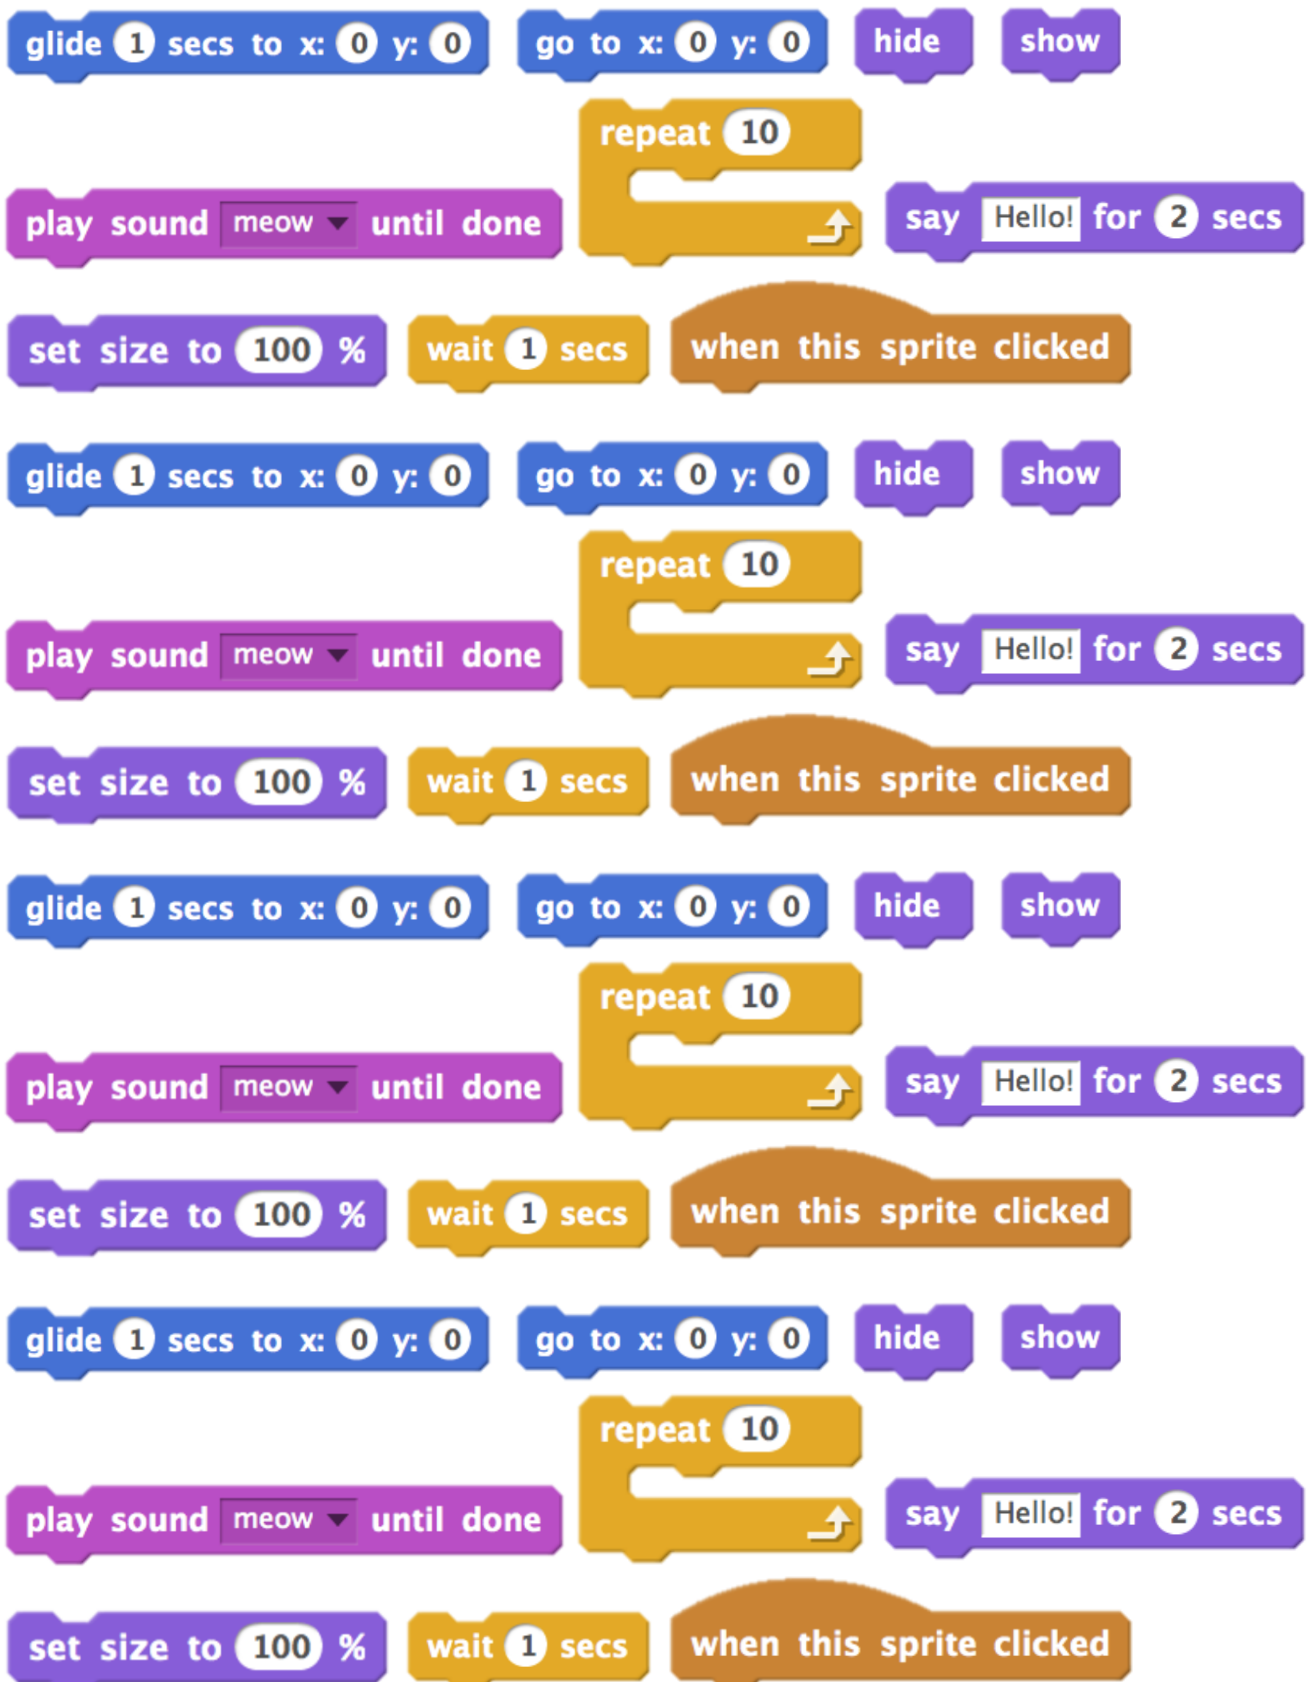 glide 1 secs to x: 0 y: 0 go to x: 0 y: 0 hide show
repeat 10
play sound meow until done say Hello! for 2 secs
set size to 100 % wait 1 secs when this sprite clicked
glide 1 secs to x: 0 y: 0 go to x: 0 y: 0 hide show
repeat 10
play sound meow until done say Hello! for 2 secs
set size to 100 % wait 1 secs when this sprite clicked
glide 1 secs to x: 0 y: 0 go to x: 0 y: 0 hide show
repeat 10
play sound meow until done say Hello! for 2 secs
set size to 100 % wait 1 secs when this sprite clicked
glide 1 secs to x: 0 y: 0 go to x: 0 y: 0 hide show
repeat 10
play sound meow until done say Hello! for 2 secs
set size to 100 % wait 1 secs when this sprite clicked